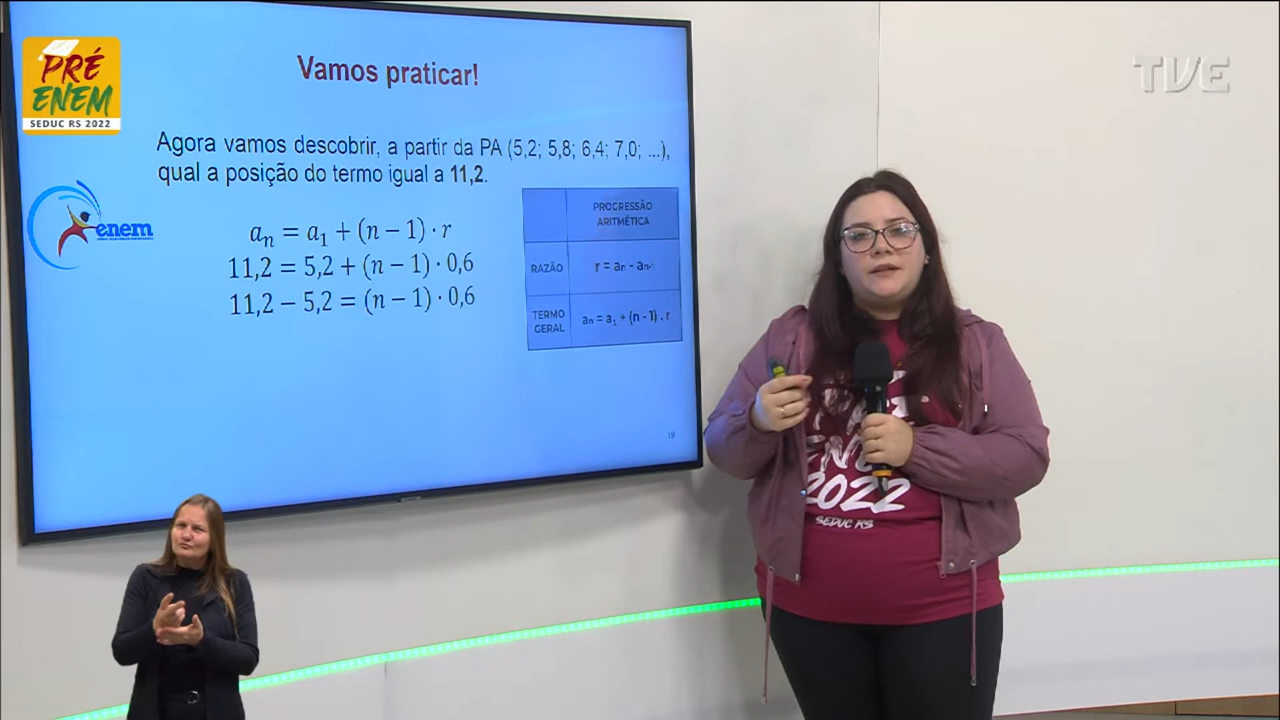 PRÉ
ENEM
SEDUC RS 2022
TVE
Vamos praticar!
Agora vamos descobrir, a partir da PA (5,2; 5,8; 6,4; 7,0; ...),
qual a posição do termo igual a 11,2.
enem
aₙ = a₁ + (n − 1) · r
11,2 = 5,2 + (n − 1) · 0,6
11,2 − 5,2 = (n − 1) · 0,6
PROGRESSÃO
ARITMÉTICA
RAZÃO
r = aₙ - aₙ₋₁
TERMO
GERAL
aₙ = a₁ + (n - 1) . r
19
2022
SEDUC RS